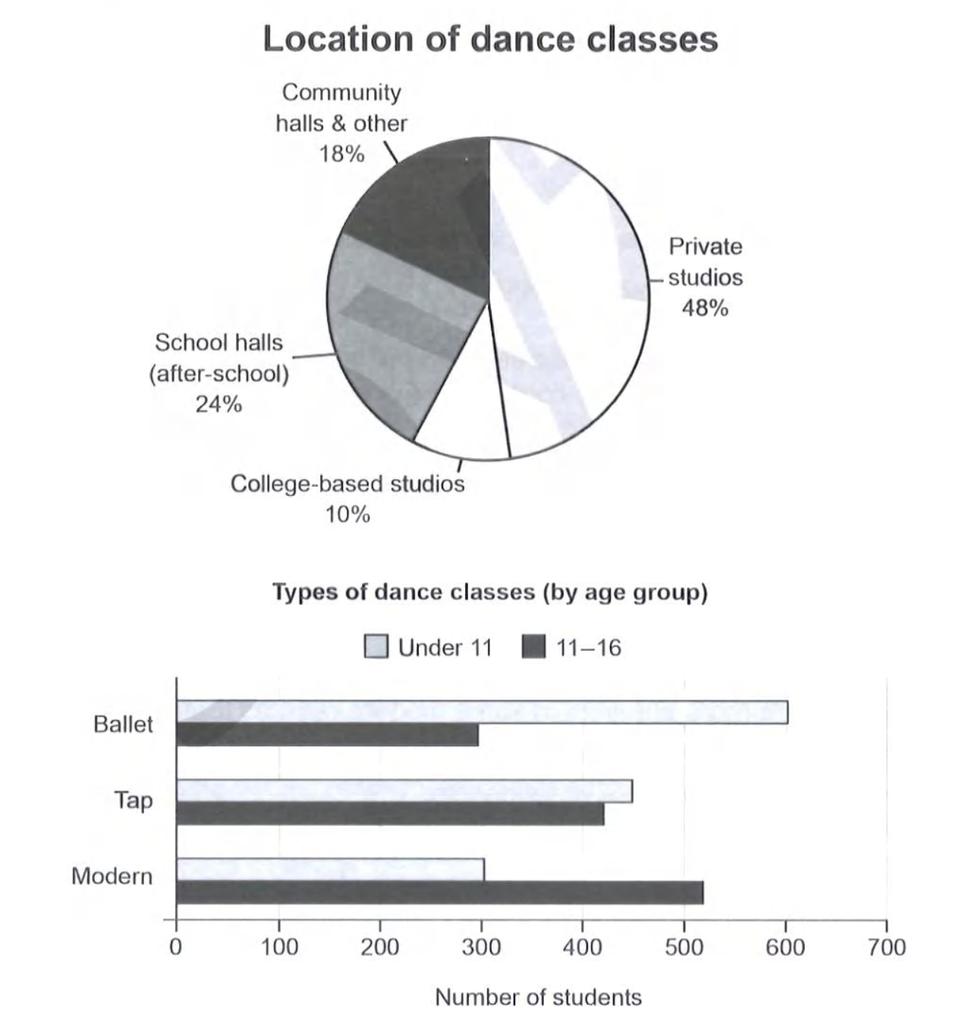 Location of dance classes
Community
halls & other
18%
Private
studios
48%
School halls
(after-school)
24%
College-based studios
10%
Types of dance classes (by age group)
Under 11
11–16
Ballet
Tap
Modern
0 100 200 300 400 500 600 700
Number of students